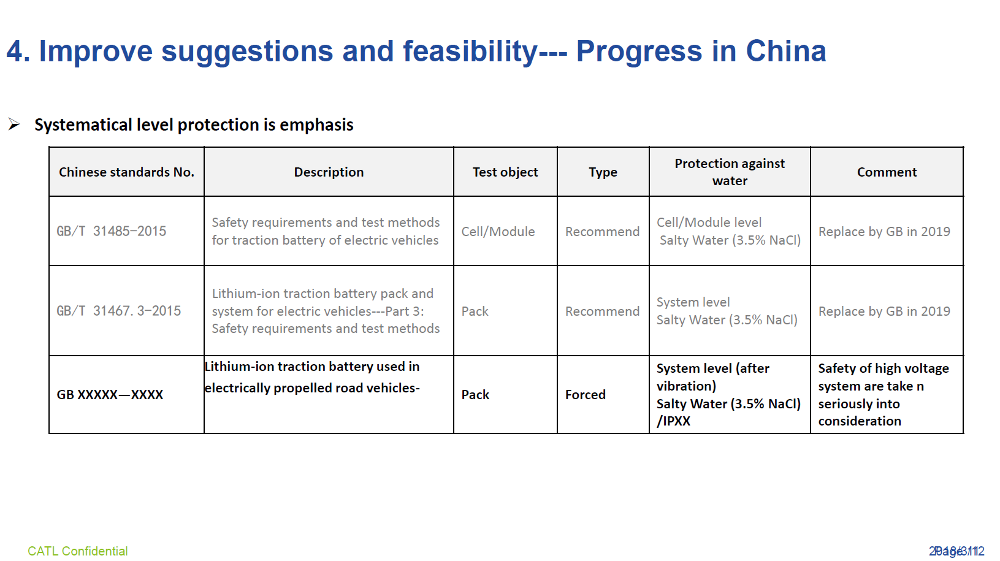 4. Improve suggestions and feasibility--- Progress in China
Systematical level protection is emphasis
Chinese standards No.
Description
Test object
Type
Protection against
water
Comment
GB/T 31485-2015
Safety requirements and test methods
for traction battery of electric vehicles
Cell/Module
Recommend
Cell/Module level
Salty Water (3.5% NaCl)
Replace by GB in 2019
GB/T 31467.3-2015
Lithium-ion traction battery pack and
system for electric vehicles---Part 3:
Safety requirements and test methods
Pack
Recommend
System level
Salty Water (3.5% NaCl)
Replace by GB in 2019
GB XXXXX—XXXX
Lithium-ion traction battery used in
electrically propelled road vehicles-
Pack
Forced
System level (after
vibration)
Salty Water (3.5% NaCl)
/IPXX
Safety of high voltage
system are take n
seriously into
consideration
CATL Confidential